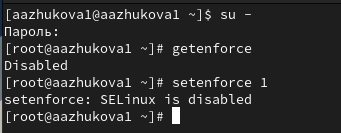 [aazhukova1@aazhukova1 ~]$ su -
Пароль:
[root@aazhukova1 ~]# getenforce
Disabled
[root@aazhukova1 ~]# setenforce 1
setenforce: SELinux is disabled
[root@aazhukova1 ~]#